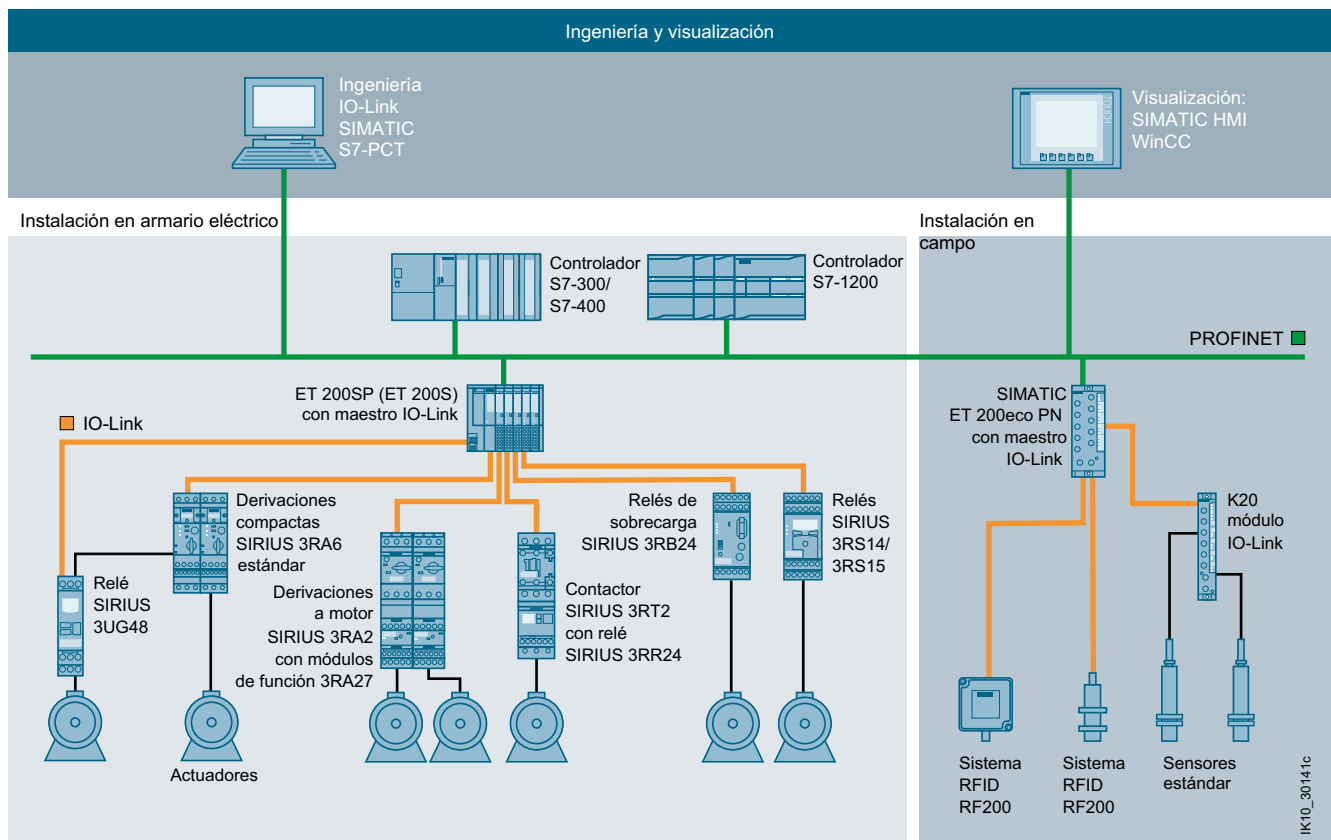 Ingeniería y visualización
Ingeniería
IO-Link
SIMATIC
S7-PCT
TOUCH
Visualización:
SIMATIC HMI
WinCC
Instalación en armario eléctrico
Instalación en
campo
Controlador
S7-300/
S7-400
Controlador
S7-1200
PROFINET
ET 200SP (ET 200S)
con maestro IO-Link
SIMATIC
ET 200eco PN
con maestro
IO-Link
IO-Link
Derivaciones
compactas
SIRIUS 3RA6
estándar
Relés de
sobrecarga
SIRIUS 3RB24
Relés
SIRIUS
3RS14/
3RS15
K20
módulo
IO-Link
Relé
SIRIUS
3UG48
Derivaciones
a motor
SIRIUS 3RA2
con módulos
de función 3RA27
Contactor
SIRIUS 3RT2
con relé
SIRIUS 3RR24
Actuadores
Sistema
RFID
RF200
Sistema
RFID
RF200
Sensores
estándar
IK10_30141c